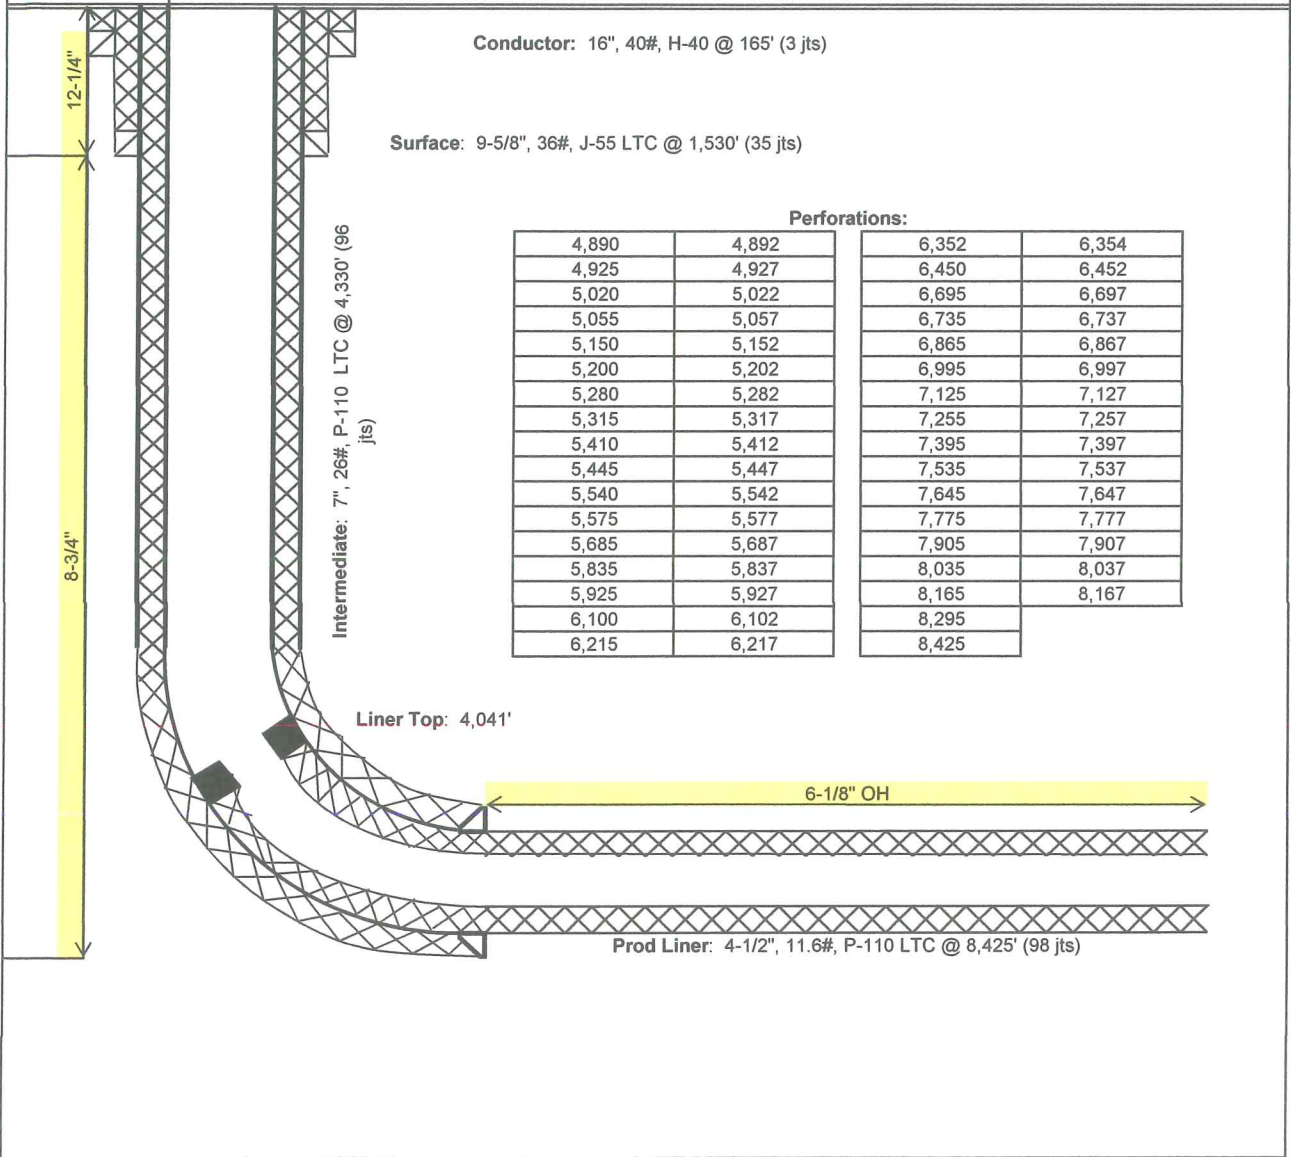 12-1/4"
Conductor: 16", 40#, H-40 @ 165' (3 jts)
Surface: 9-5/8", 36#, J-55 LTC @ 1,530' (35 jts)
8-3/4"
Intermediate: 7", 26#, P-110 LTC @ 4,330' (96
jts)
Perforations:
4,890 4,892 6,352 6,354
4,925 4,927 6,450 6,452
5,020 5,022 6,695 6,697
5,055 5,057 6,735 6,737
5,150 5,152 6,865 6,867
5,200 5,202 6,995 6,997
5,280 5,282 7,125 7,127
5,315 5,317 7,255 7,257
5,410 5,412 7,395 7,397
5,445 5,447 7,535 7,537
5,540 5,542 7,645 7,647
5,575 5,577 7,775 7,777
5,685 5,687 7,905 7,907
5,835 5,837 8,035 8,037
5,925 5,927 8,165 8,167
6,100 6,102 8,295
6,215 6,217 8,425
Liner Top: 4,041'
6-1/8" OH
Prod Liner: 4-1/2", 11.6#, P-110 LTC @ 8,425' (98 jts)